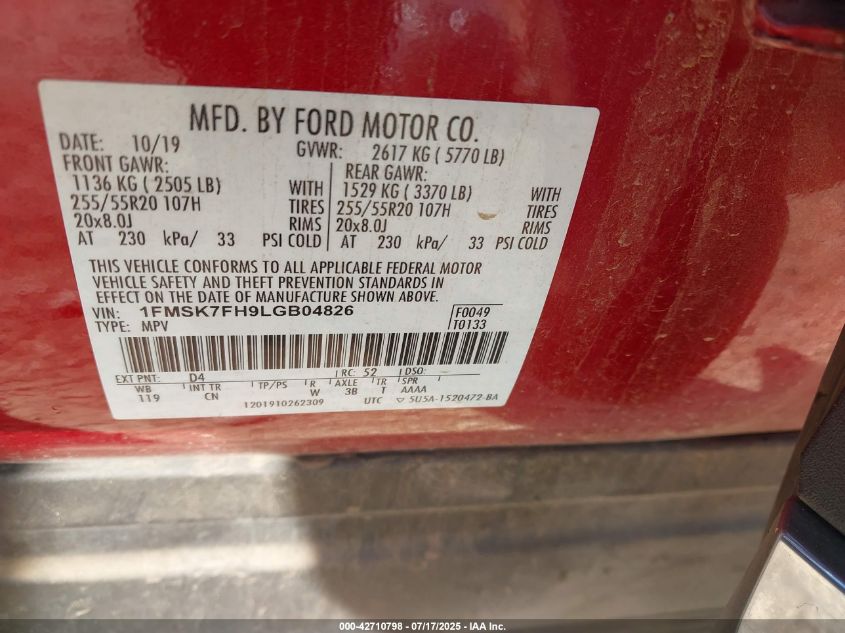 MFD. BY FORD MOTOR CO.
DATE: 10/19 GVWR: 2617 KG ( 5770 LB)
FRONT GAWR: REAR GAWR:
1136 KG ( 2505 LB) WITH 1529 KG ( 3370 LB) WITH
255/55R20 107H TIRES 255/55R20 107H TIRES
20x8.0J RIMS 20x8.0J RIMS
AT 230 kPa/ 33 PSI COLD AT 230 kPa/ 33 PSI COLD
THIS VEHICLE CONFORMS TO ALL APPLICABLE FEDERAL MOTOR
VEHICLE SAFETY AND THEFT PREVENTION STANDARDS IN
EFFECT ON THE DATE OF MANUFACTURE SHOWN ABOVE.
VIN: 1FMSK7FH9LGB04826 F0049
TYPE: MPV T0133
EXT PNT: D4 RC: 52 DSO:
WB INT TR TP/PS R AXLE TR SPR
119 CN W 3B T AAAA
1201910262309 UTC ▽ 5U5A-1520472-BA
000-42710798 - 07/17/2025 - IAA Inc.